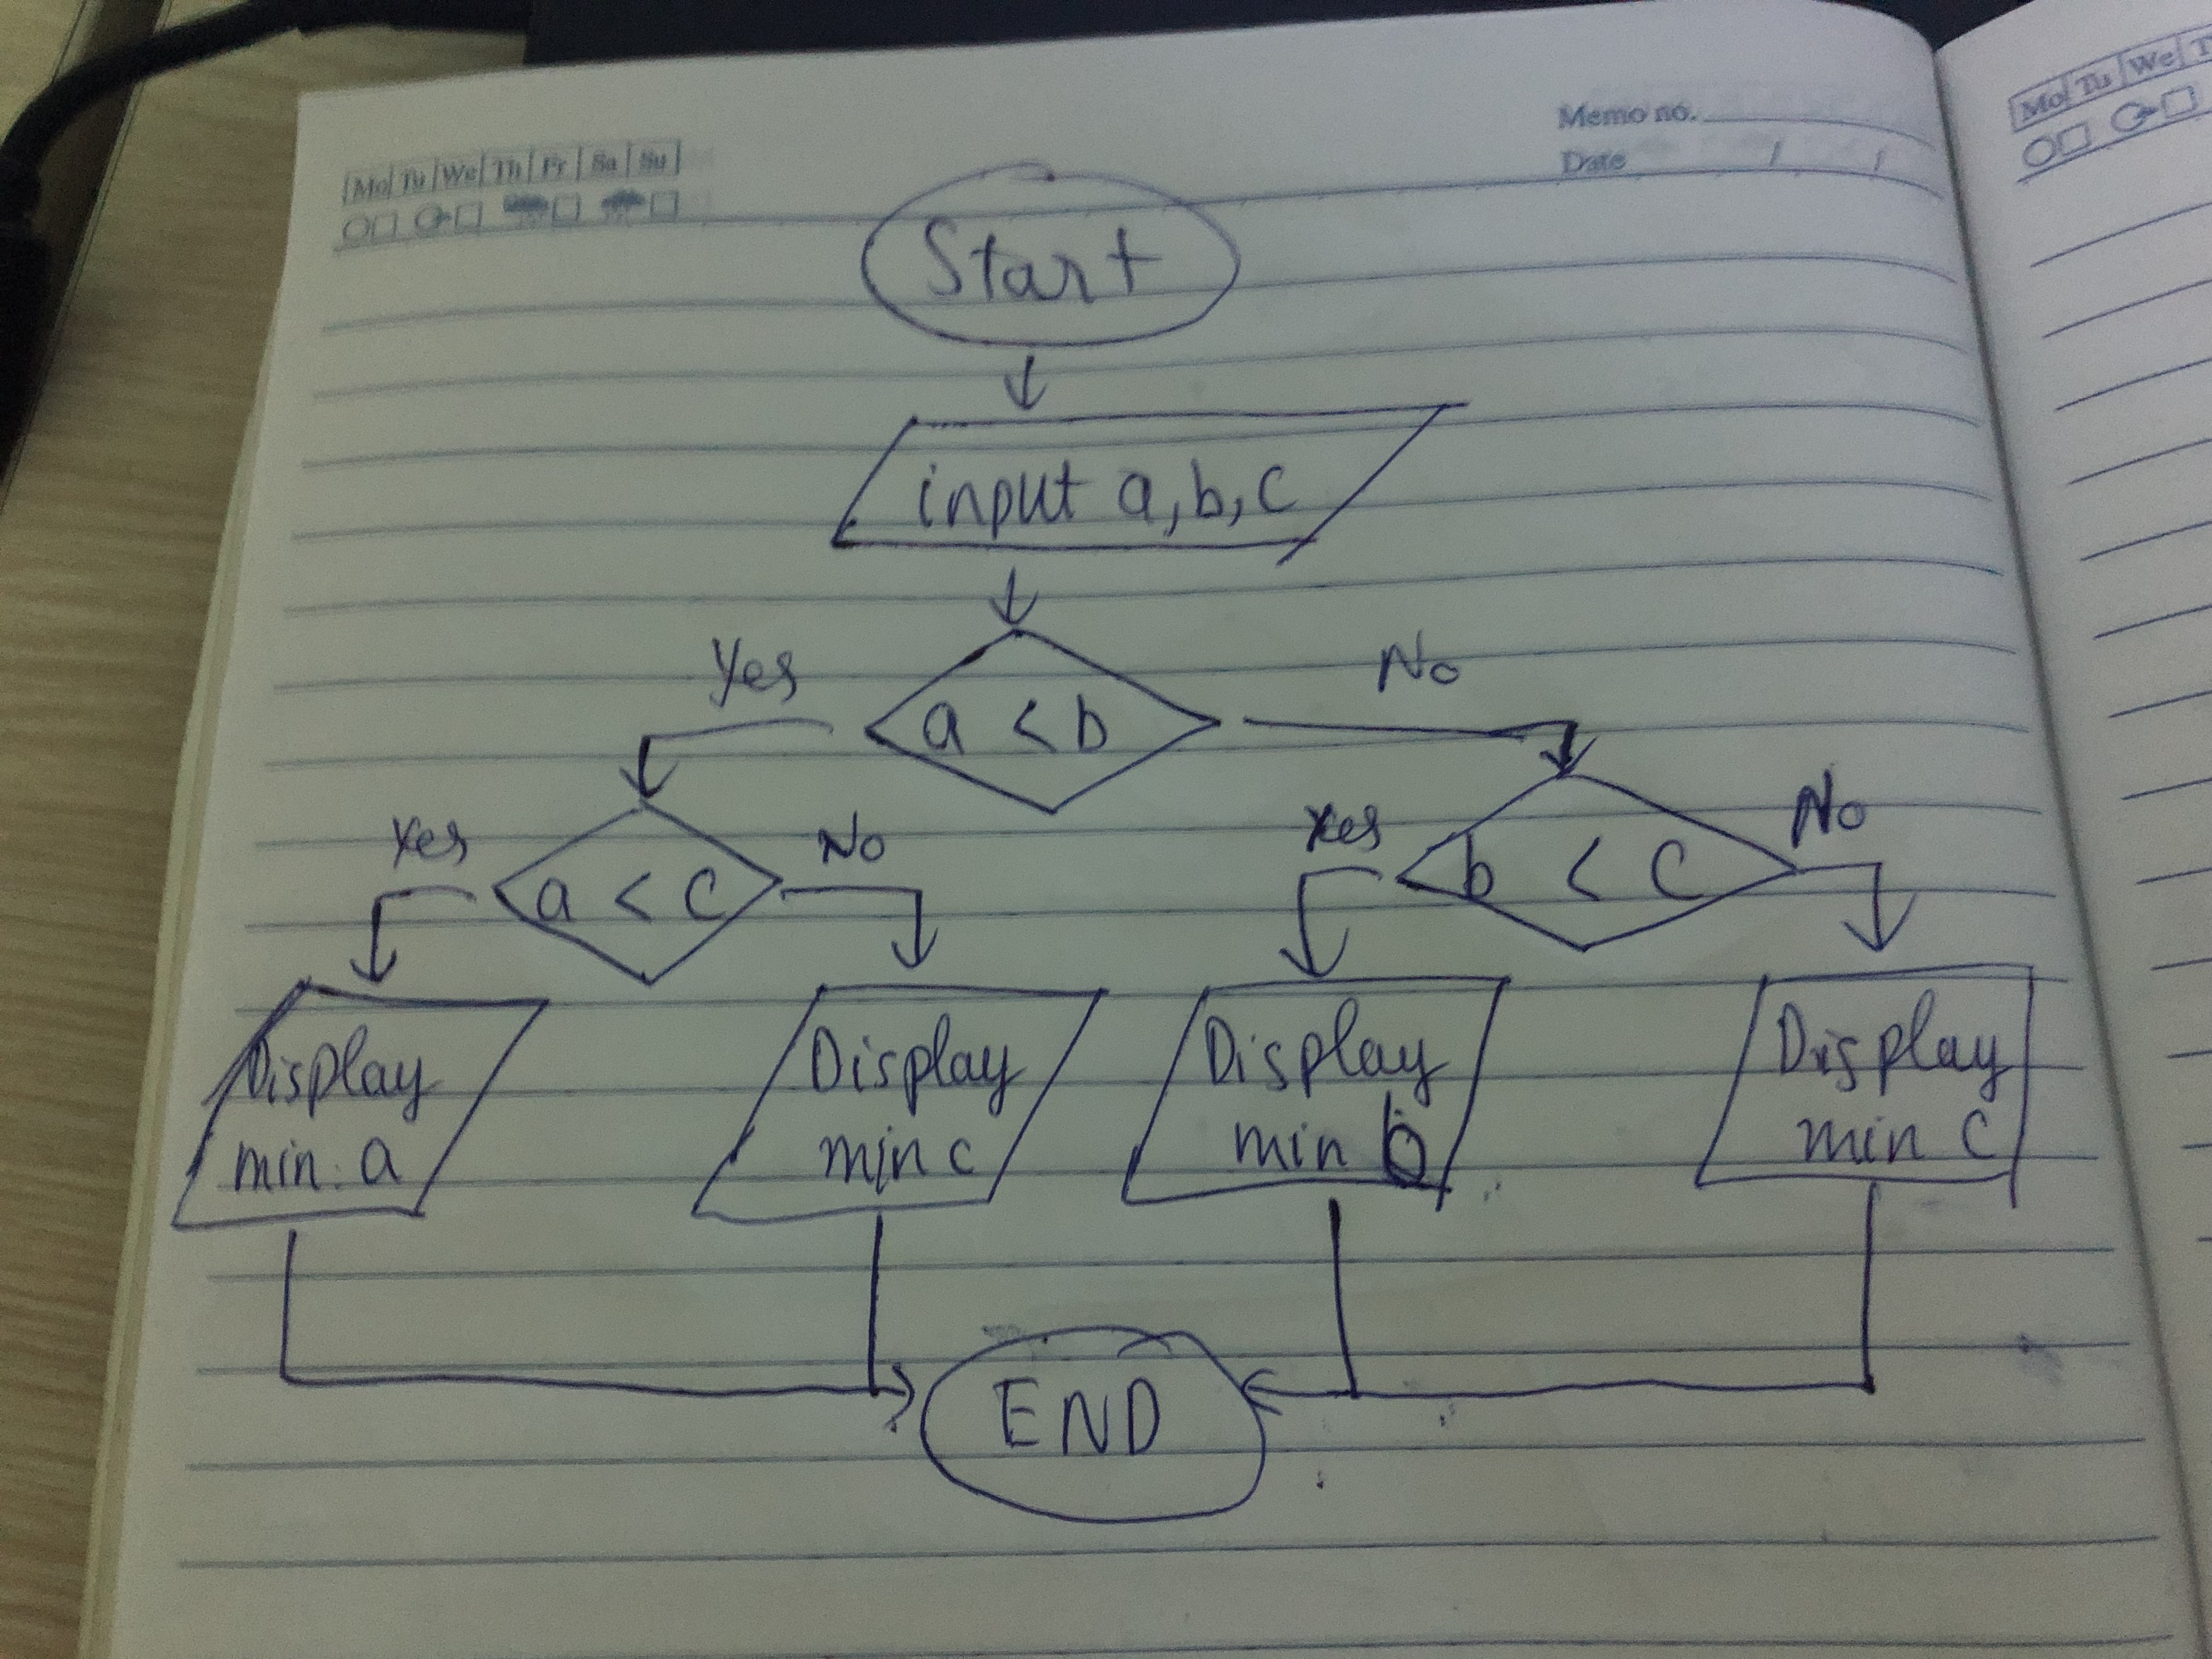 Mo Tu We Th Fr Sa Su
Memo no.
Date
Start
input a, b, c
a < b
Yes
No
a < c
Yes
No
b < c
Yes
No
Display
min a
Display
min c
Display
min b
Display
min c
END
Mo Tu We T